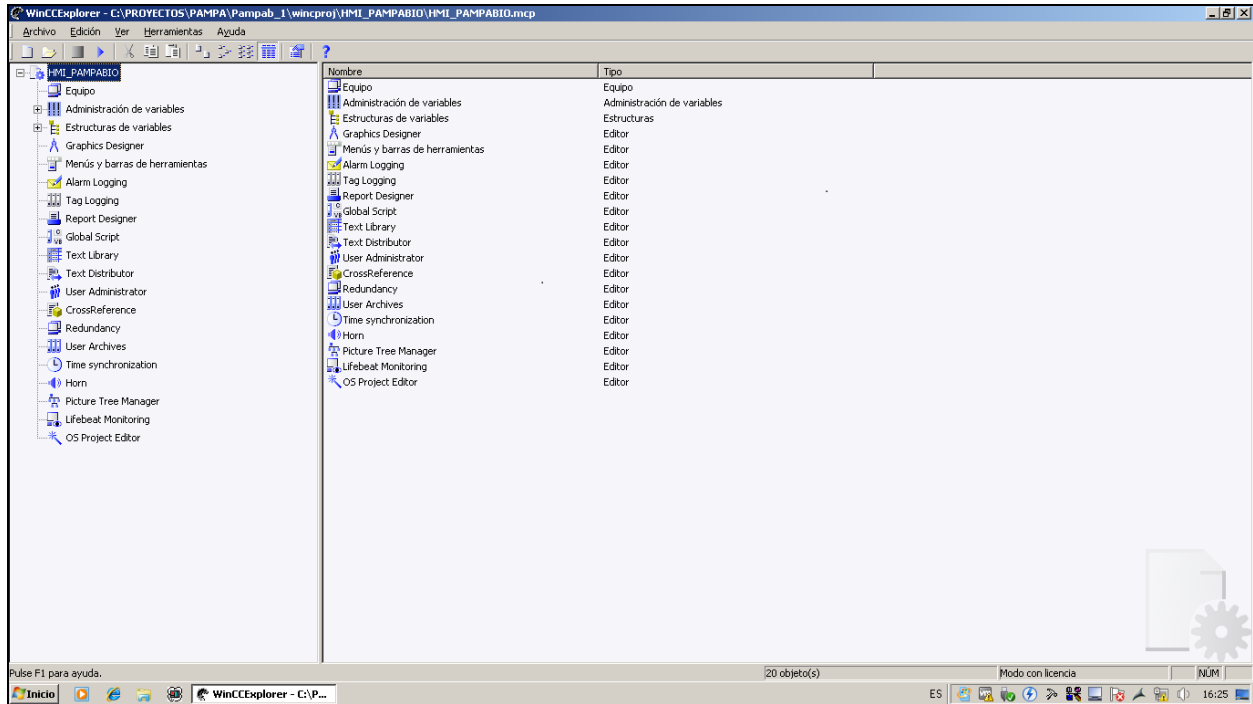 WinCCExplorer - C:\PROYECTOS\PAMPA\Pampab_1\wincproj\HMI_PAMPABIO\HMI_PAMPABIO.mcp
Archivo Edición Ver Herramientas Ayuda
HMI_PAMPABIO
Equipo
Administración de variables
Estructuras de variables
Graphics Designer
Menús y barras de herramientas
Alarm Logging
Tag Logging
Report Designer
Global Script
Text Library
Text Distributor
User Administrator
CrossReference
Redundancy
User Archives
Time synchronization
Horn
Picture Tree Manager
Lifebeat Monitoring
OS Project Editor
Nombre Tipo
Equipo Equipo
Administración de variables Administración de variables
Estructuras de variables Estructuras
Graphics Designer Editor
Menús y barras de herramientas Editor
Alarm Logging Editor
Tag Logging Editor
Report Designer Editor
Global Script Editor
Text Library Editor
Text Distributor Editor
User Administrator Editor
CrossReference Editor
Redundancy Editor
User Archives Editor
Time synchronization Editor
Horn Editor
Picture Tree Manager Editor
Lifebeat Monitoring Editor
OS Project Editor Editor
Pulse F1 para ayuda. 20 objeto(s) Modo con licencia NÚM
Inicio WinCCExplorer - C:\P... ES 16:25